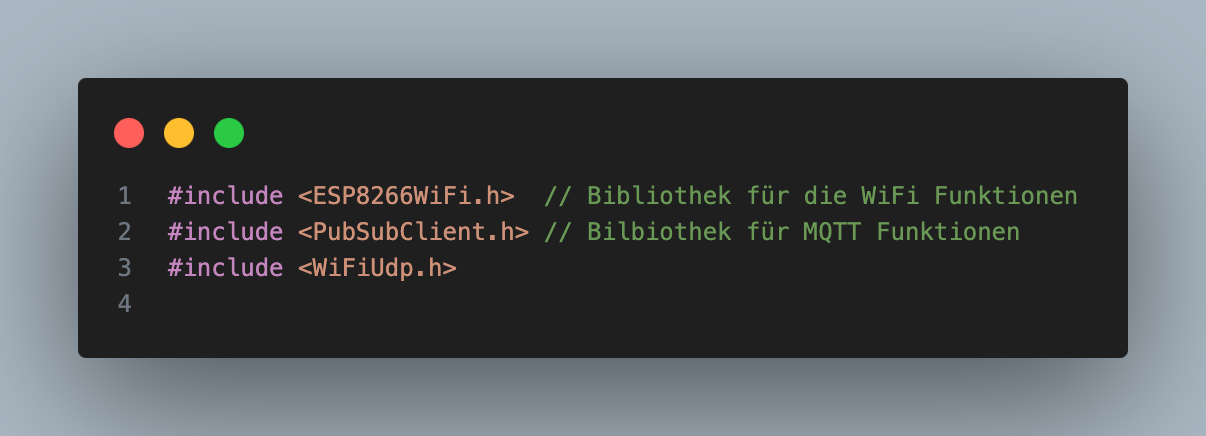 1 #include <ESP8266WiFi.h>  // Bibliothek für die WiFi Funktionen
2 #include <PubSubClient.h> // Bilbiothek für MQTT Funktionen
3 #include <WiFiUdp.h>
4